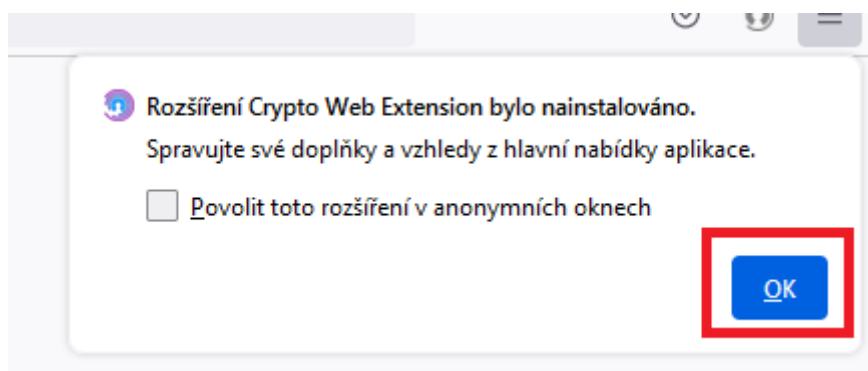 Rozšíření Crypto Web Extension bylo nainstalováno.
Spravujte své doplňky a vzhledy z hlavní nabídky aplikace.
Povolit toto rozšíření v anonymních oknech
OK